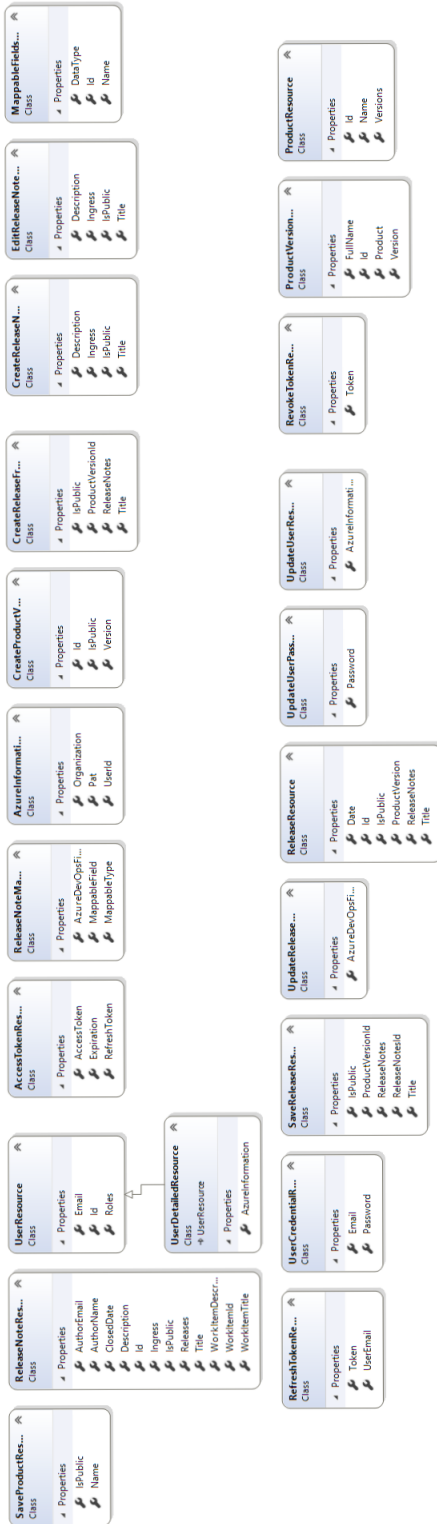 SaveProductRes...
Class
Properties
IsPublic
Name
ReleaseNoteRes...
Class
Properties
AuthorEmail
AuthorName
ClosedDate
Description
Id
Ingress
IsPublic
Releases
Title
WorkItemDescr...
WorkItemId
WorkItemTitle
UserResource
Class
Properties
Email
Id
Roles
UserDetailedResource
Class
UserResource
Properties
AzureInformation
AccessTokenRes...
Class
Properties
AccessToken
Expiration
RefreshToken
ReleaseNoteMa...
Class
Properties
AzureDevOpsFi...
MappableField
MappableType
AzureInformati...
Class
Properties
Organization
Pat
UserId
CreateProductV...
Class
Properties
Id
IsPublic
Version
CreateReleaseFr...
Class
Properties
IsPublic
ProductVersionId
ReleaseNotes
Title
CreateReleaseN...
Class
Properties
Description
Ingress
IsPublic
Title
EditReleaseNote...
Class
Properties
Description
Ingress
IsPublic
Title
MappableFields...
Class
Properties
DataType
Id
Name
RefreshTokenRe...
Class
Properties
Token
UserEmail
UserCredentialR...
Class
Properties
Email
Password
SaveReleaseRes...
Class
Properties
IsPublic
ProductVersionId
ReleaseNotes
ReleaseNotesId
Title
UpdateRelease...
Class
Properties
AzureDevOpsFi...
ReleaseResource
Class
Properties
Date
Id
IsPublic
ProductVersion
ReleaseNotes
Title
UpdateUserPass...
Class
Properties
Password
UpdateUserRes...
Class
Properties
AzureInformati...
RevokeTokenRe...
Class
Properties
Token
ProductVersion...
Class
Properties
FullName
Id
Product
Version
ProductResource
Class
Properties
Id
Name
Versions